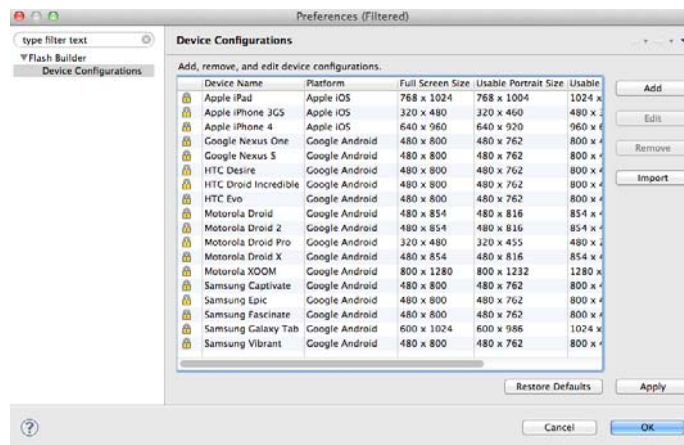 Preferences (Filtered)
type filter text
Flash Builder
Device Configurations
Device Configurations
Add, remove, and edit device configurations.
Device Name Platform Full Screen Size Usable Portrait Size Usable
Apple iPad Apple iOS 768 x 1024 768 x 1004 1024 x
Apple iPhone 3GS Apple iOS 320 x 480 320 x 460 480 x
Apple iPhone 4 Apple iOS 640 x 960 640 x 920 960 x
Google Nexus One Google Android 480 x 800 480 x 762 800 x
Google Nexus S Google Android 480 x 800 480 x 762 800 x
HTC Desire Google Android 480 x 800 480 x 762 800 x
HTC Droid Incredible Google Android 480 x 800 480 x 762 800 x
HTC Evo Google Android 480 x 800 480 x 762 800 x
Motorola Droid Google Android 480 x 854 480 x 816 854 x
Motorola Droid 2 Google Android 480 x 854 480 x 816 854 x
Motorola Droid Pro Google Android 320 x 480 320 x 455 480 x
Motorola Droid X Google Android 480 x 854 480 x 816 854 x
Motorola XOOM Google Android 800 x 1280 800 x 1232 1280 x
Samsung Captivate Google Android 480 x 800 480 x 762 800 x
Samsung Epic Google Android 480 x 800 480 x 762 800 x
Samsung Fascinate Google Android 480 x 800 480 x 762 800 x
Samsung Galaxy Tab Google Android 600 x 1024 600 x 986 1024 x
Samsung Vibrant Google Android 480 x 800 480 x 762 800 x
Add
Edit
Remove
Import
Restore Defaults
Apply
?
Cancel
OK